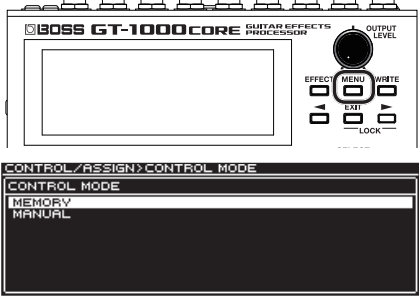 BOSS GT-1000CORE GUITAR EFFECTS PROCESSOR
OUTPUT LEVEL
EFFECT MENU WRITE
EXIT
LOCK
CONTROL/ASSIGN>CONTROL MODE
CONTROL MODE
MEMORY
MANUAL